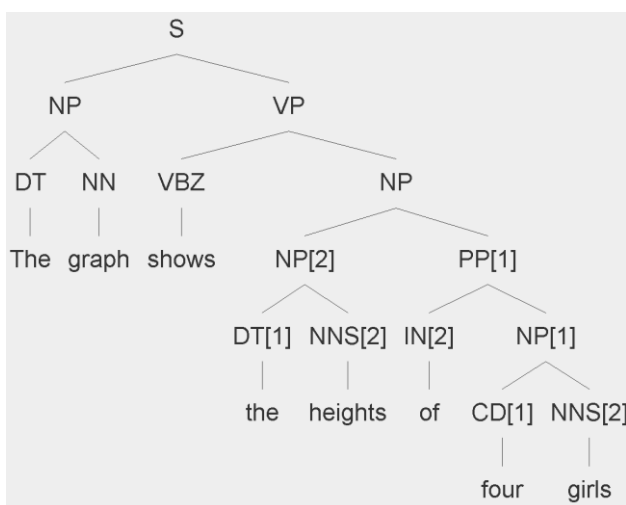 S
NP VP
DT NN VBZ NP
The graph shows NP[2] PP[1]
DT[1] NNS[2] IN[2] NP[1]
the heights of CD[1] NNS[2]
four girls